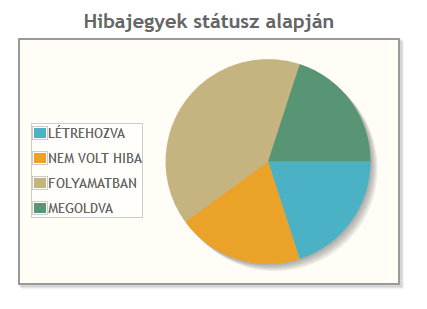 Hibajegyek státusz alapján
LÉTREHOZVA
NEM VOLT HIBA
FOLYAMATBAN
MEGOLDVA